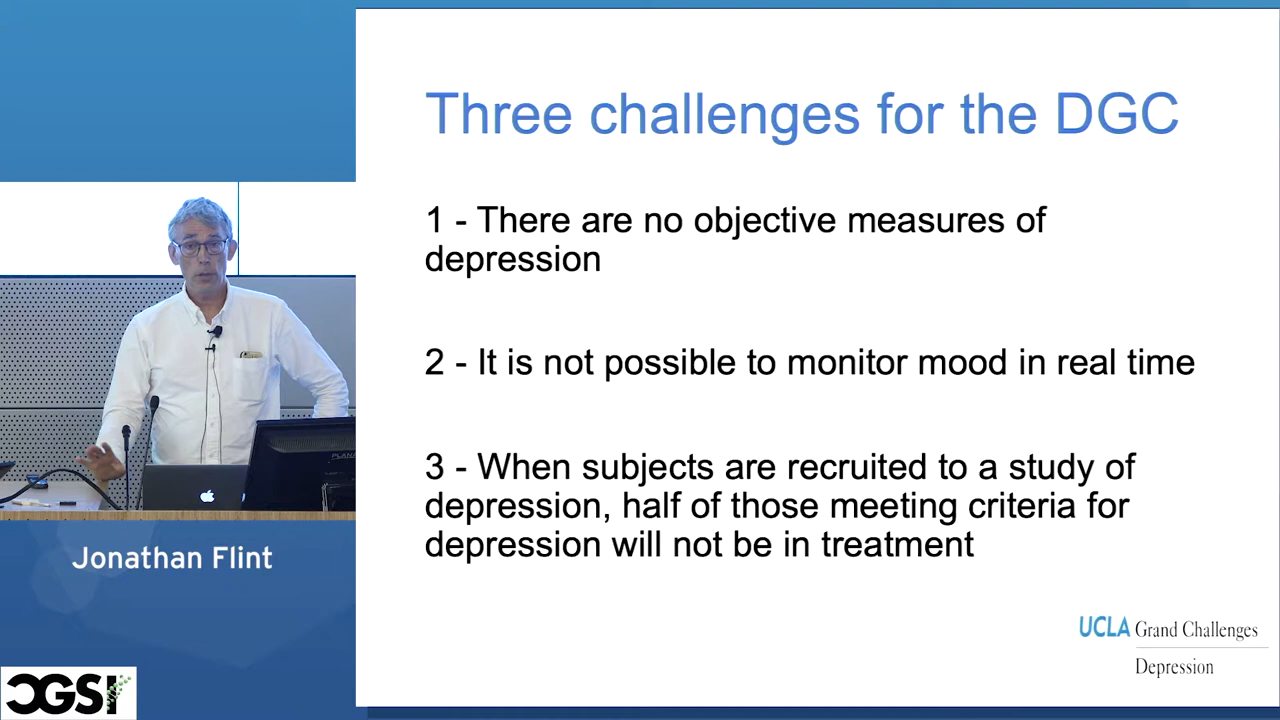 Three challenges for the DGC
1 - There are no objective measures of
depression
2 - It is not possible to monitor mood in real time
3 - When subjects are recruited to a study of
depression, half of those meeting criteria for
depression will not be in treatment
UCLA Grand Challenges
Depression
PLANA
Jonathan Flint
CGSI